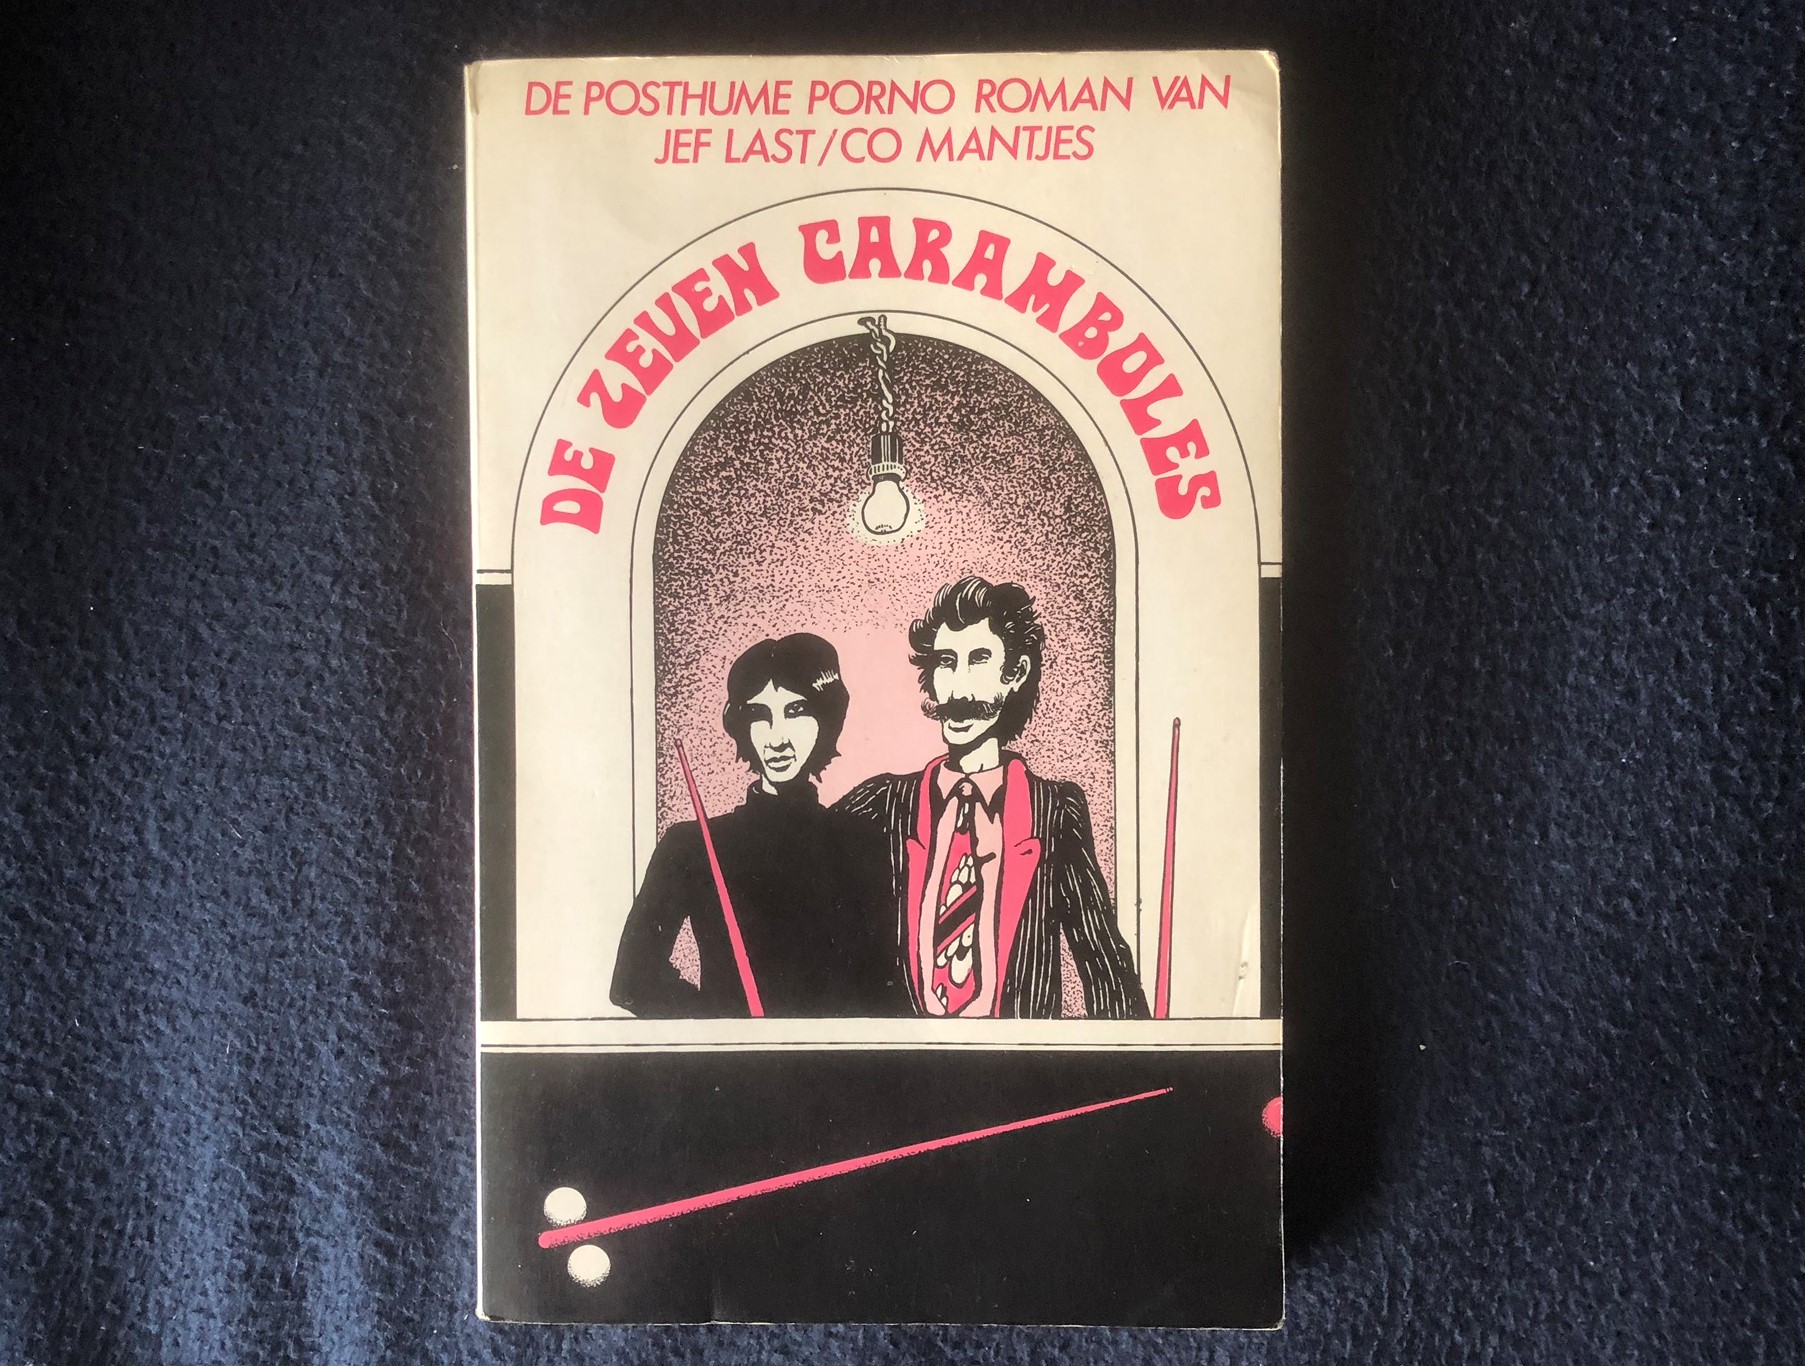 DE POSTHUME PORNO ROMAN VAN
JEF LAST/CO MANTJES
DE ZEVEN CARAMBOLES